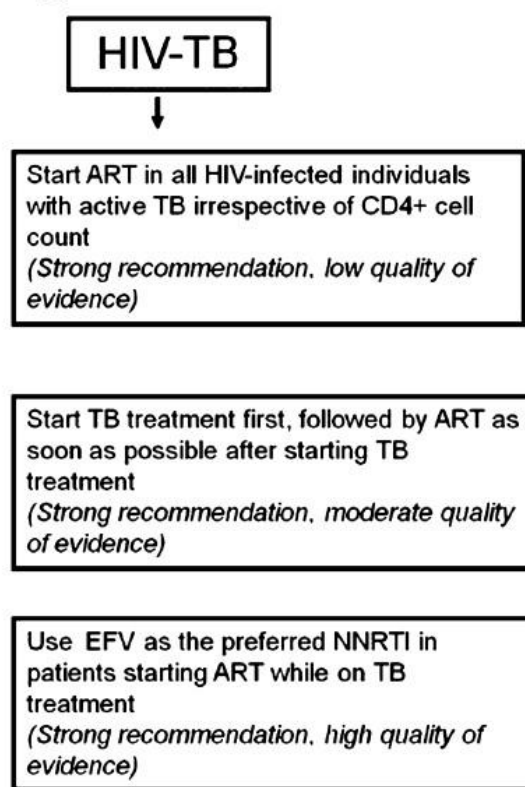 HIV-TB
Start ART in all HIV-infected individuals
with active TB irrespective of CD4+ cell
count
(Strong recommendation, low quality of
evidence)
Start TB treatment first, followed by ART as
soon as possible after starting TB
treatment
(Strong recommendation, moderate quality
of evidence)
Use EFV as the preferred NNRTI in
patients starting ART while on TB
treatment
(Strong recommendation, high quality of
evidence)